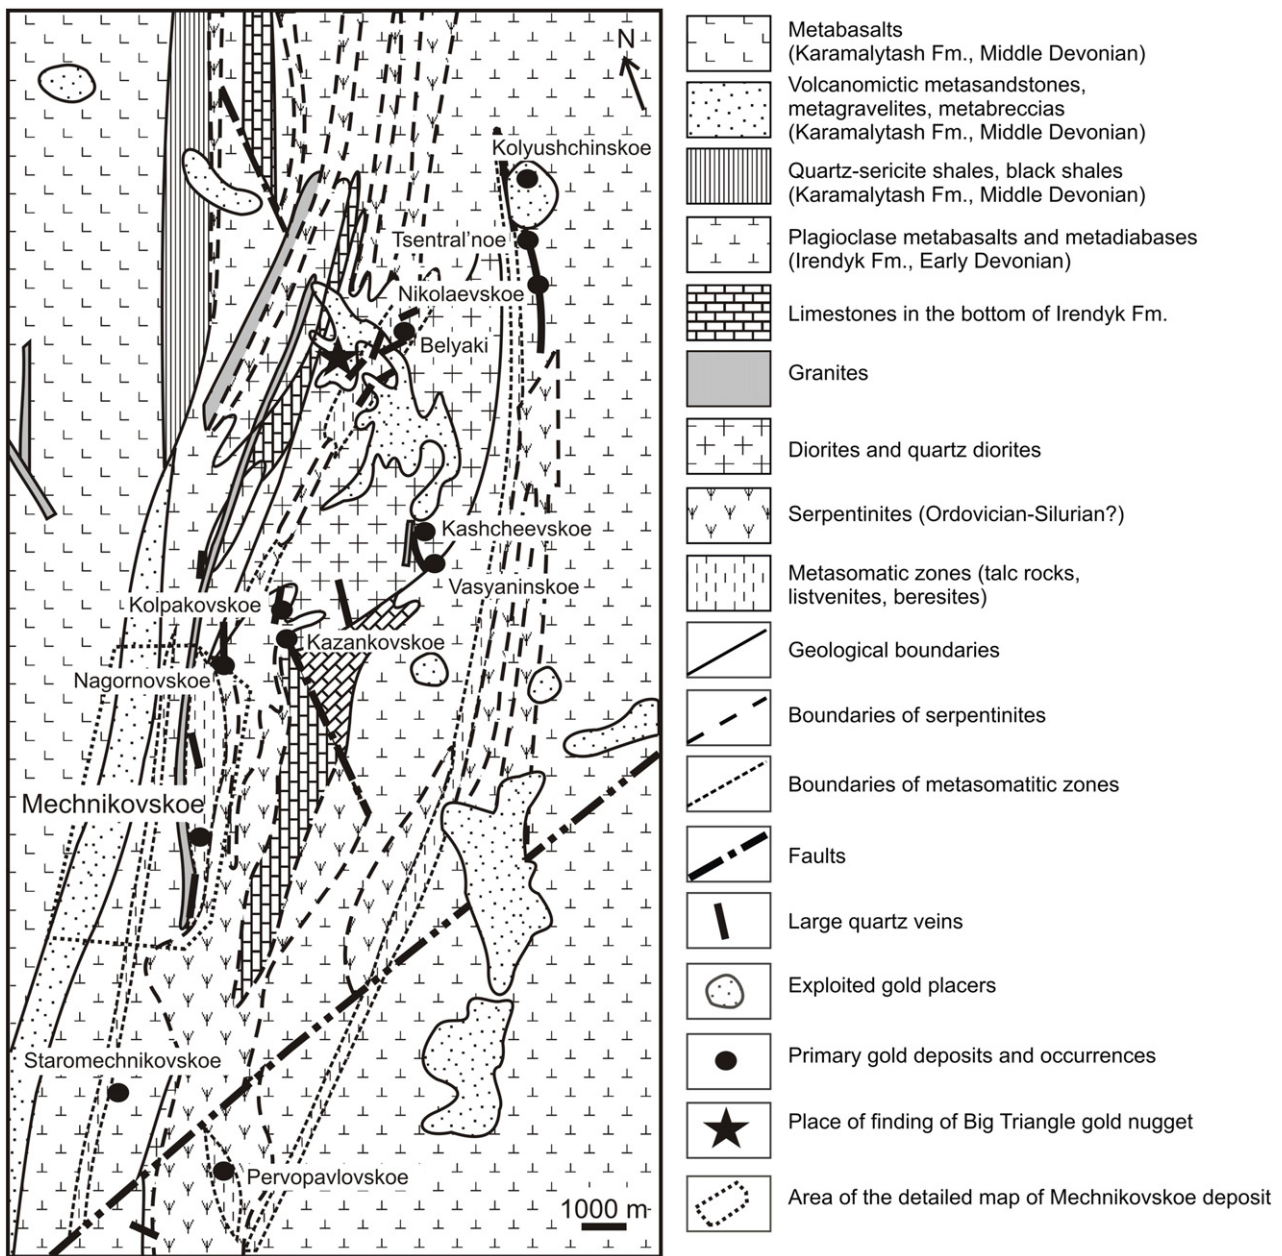 N
Kolyushchinskoe
Tsentral’noe
Nikolaevskoe
Belyaki
Kashcheevskoe
Vasyaninskoe
Kolpakovskoe
Kazankovskoe
Nagornovskoe
Mechnikovskoe
Staromechnikovskoe
Pervopavlovskoe
1000 m
Metabasalts
(Karamalytash Fm., Middle Devonian)
Volcanomictic metasandstones,
metagravelites, metabreccias
(Karamalytash Fm., Middle Devonian)
Quartz-sericite shales, black shales
(Karamalytash Fm., Middle Devonian)
Plagioclase metabasalts and metadiabases
(Irendyk Fm., Early Devonian)
Limestones in the bottom of Irendyk Fm.
Granites
Diorites and quartz diorites
Serpentinites (Ordovician-Silurian?)
Metasomatic zones (talc rocks,
listvenites, beresites)
Geological boundaries
Boundaries of serpentinites
Boundaries of metasomatitic zones
Faults
Large quartz veins
Exploited gold placers
Primary gold deposits and occurrences
Place of finding of Big Triangle gold nugget
Area of the detailed map of Mechnikovskoe deposit